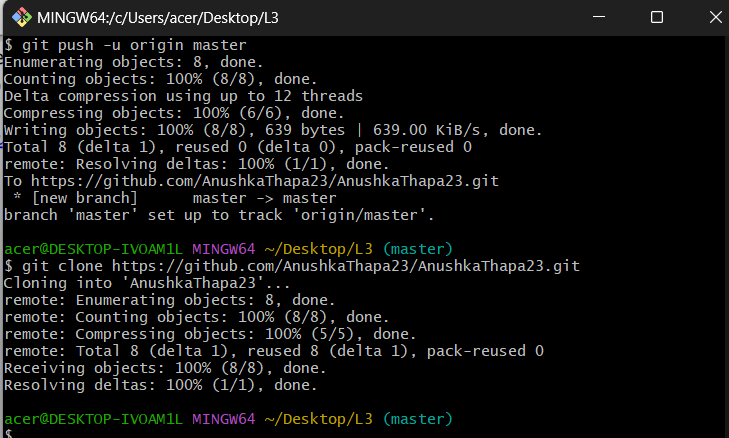 MINGW64:/c/Users/acer/Desktop/L3
$ git push -u origin master
Enumerating objects: 8, done.
Counting objects: 100% (8/8), done.
Delta compression using up to 12 threads
Compressing objects: 100% (6/6), done.
Writing objects: 100% (8/8), 639 bytes | 639.00 KiB/s, done.
Total 8 (delta 1), reused 0 (delta 0), pack-reused 0
remote: Resolving deltas: 100% (1/1), done.
To https://github.com/AnushkaThapa23/AnushkaThapa23.git
 * [new branch]      master -> master
branch 'master' set up to track 'origin/master'.

acer@DESKTOP-IVOAM1L MINGW64 ~/Desktop/L3 (master)
$ git clone https://github.com/AnushkaThapa23/AnushkaThapa23.git
Cloning into 'AnushkaThapa23'...
remote: Enumerating objects: 8, done.
remote: Counting objects: 100% (8/8), done.
remote: Compressing objects: 100% (5/5), done.
remote: Total 8 (delta 1), reused 8 (delta 1), pack-reused 0
Receiving objects: 100% (8/8), done.
Resolving deltas: 100% (1/1), done.

acer@DESKTOP-IVOAM1L MINGW64 ~/Desktop/L3 (master)
$